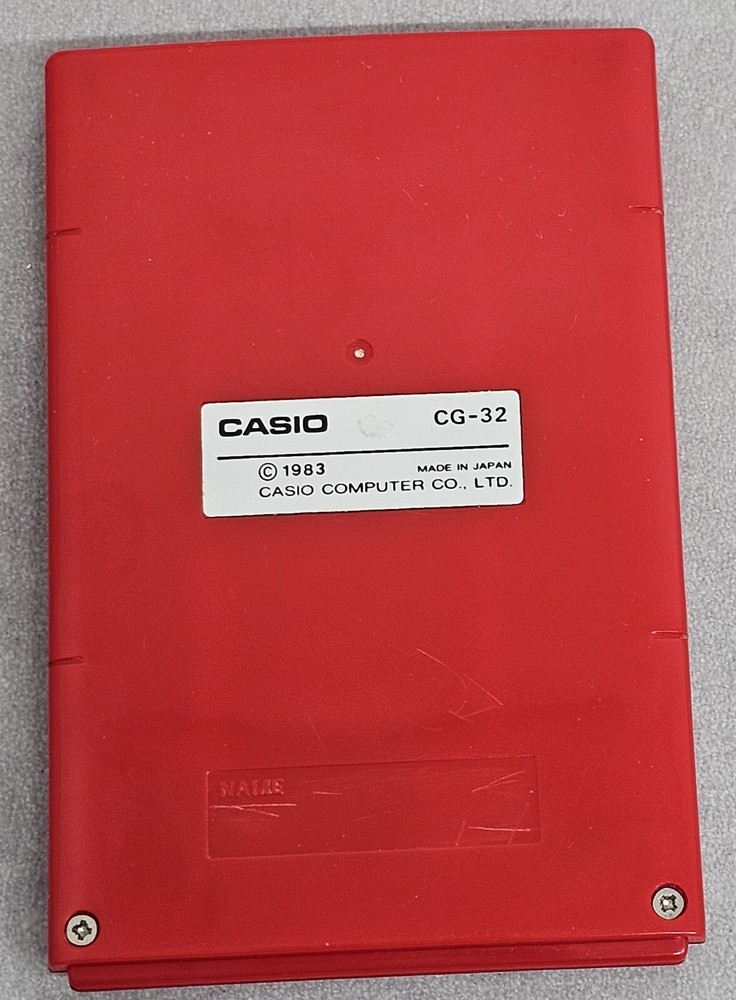 CASIO CG-32
© 1983 MADE IN JAPAN
CASIO COMPUTER CO., LTD.
NAME